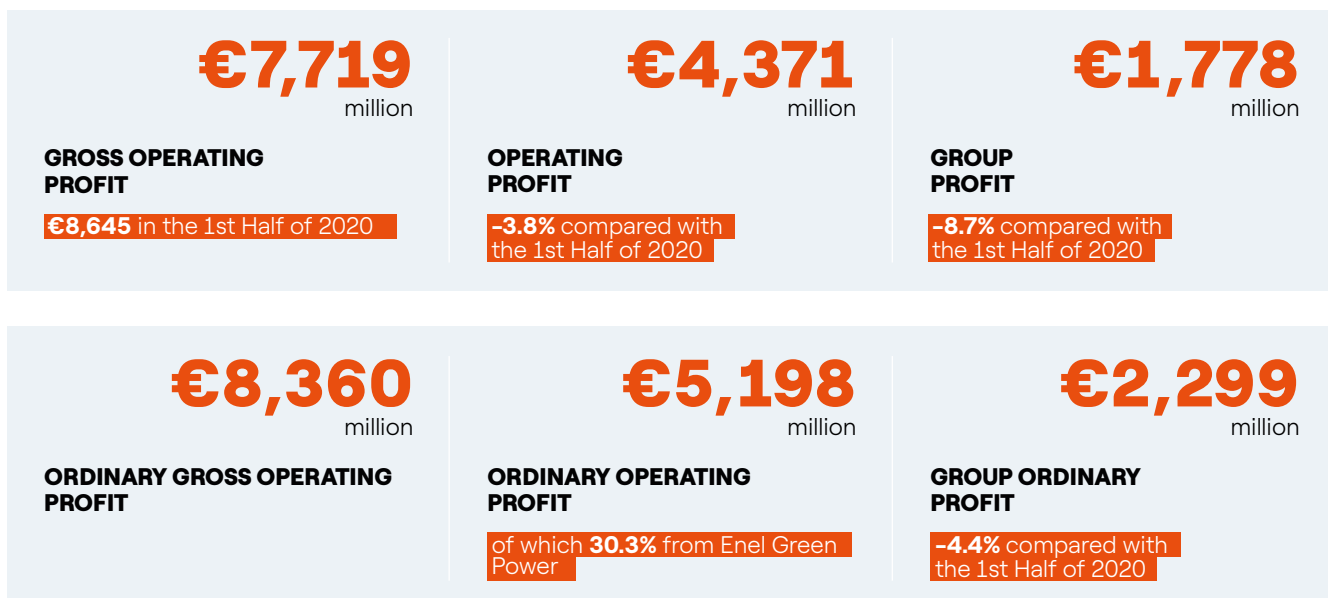 €7,719
million
GROSS OPERATING
PROFIT
€8,645 in the 1st Half of 2020
€4,371
million
OPERATING
PROFIT
-3.8% compared with
the 1st Half of 2020
€1,778
million
GROUP
PROFIT
-8.7% compared with
the 1st Half of 2020
€8,360
million
ORDINARY GROSS OPERATING
PROFIT
€5,198
million
ORDINARY OPERATING
PROFIT
of which 30.3% from Enel Green
Power
€2,299
million
GROUP ORDINARY
PROFIT
-4.4% compared with
the 1st Half of 2020